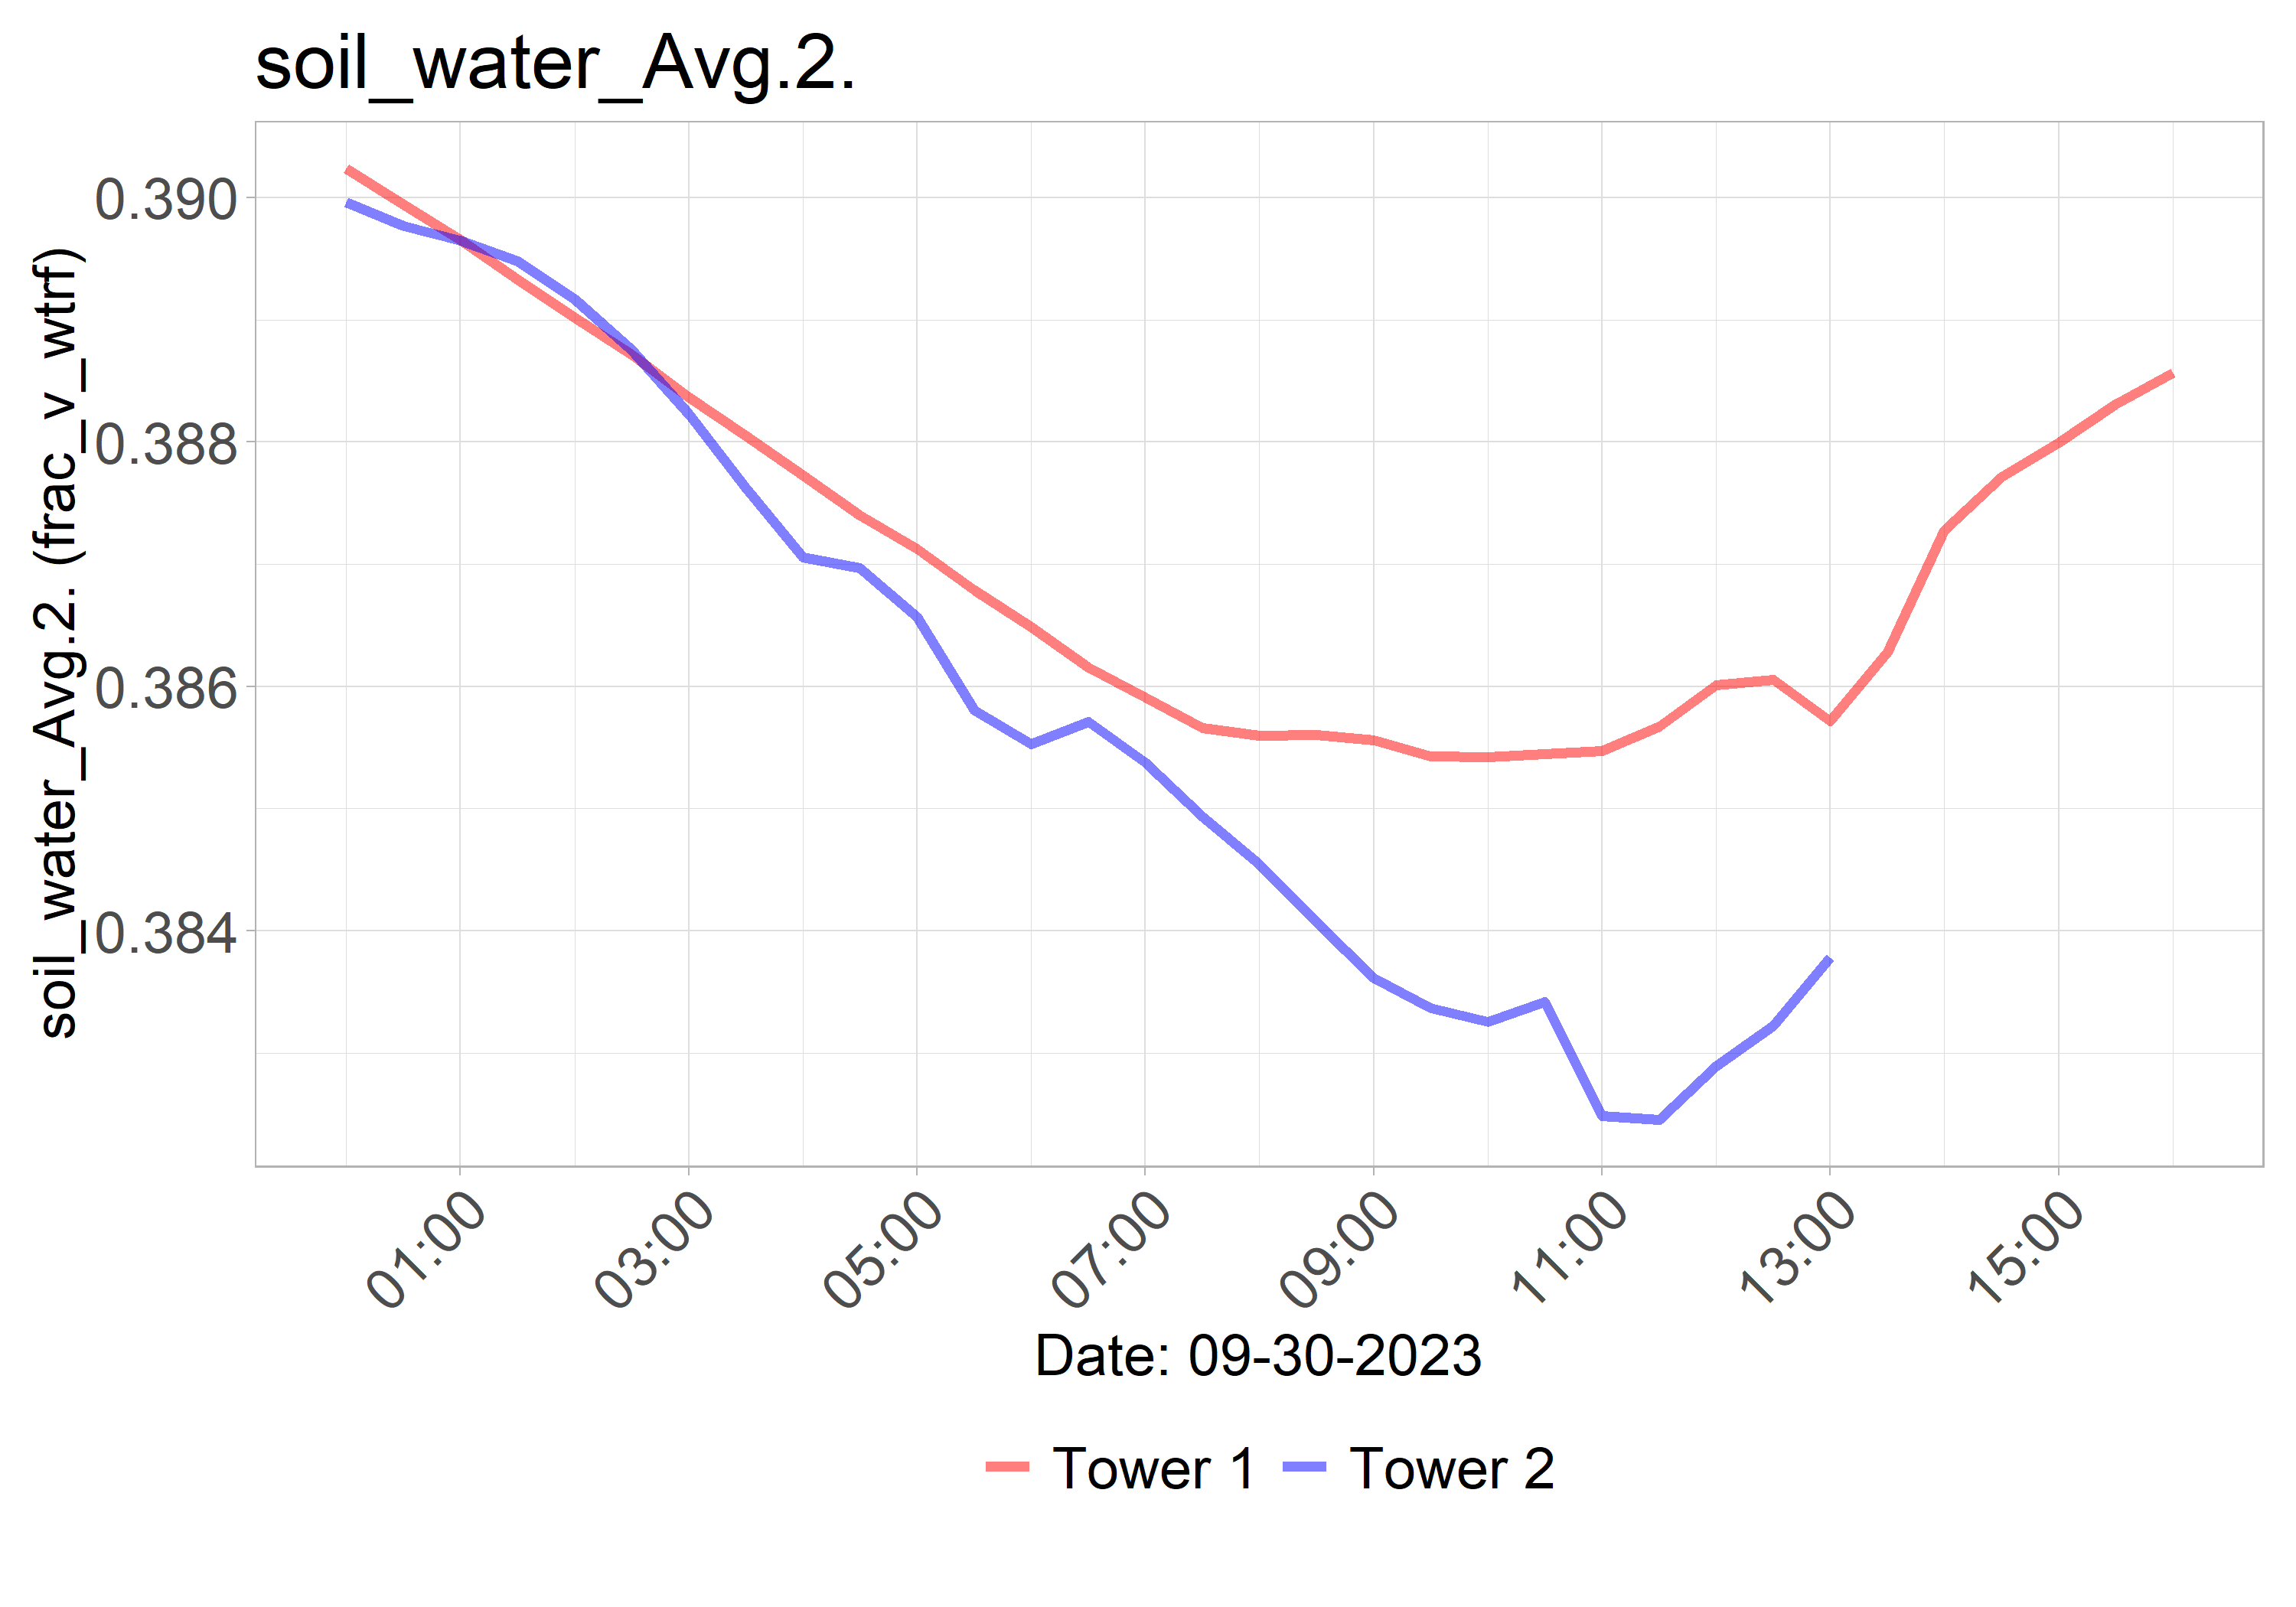 soil_water_Avg.2.
soil_water_Avg.2. (frac_v_wtrf)
0.390
0.388
0.386
0.384
01:00
03:00
05:00
07:00
09:00
11:00
13:00
15:00
Date: 09-30-2023
Tower 1
Tower 2